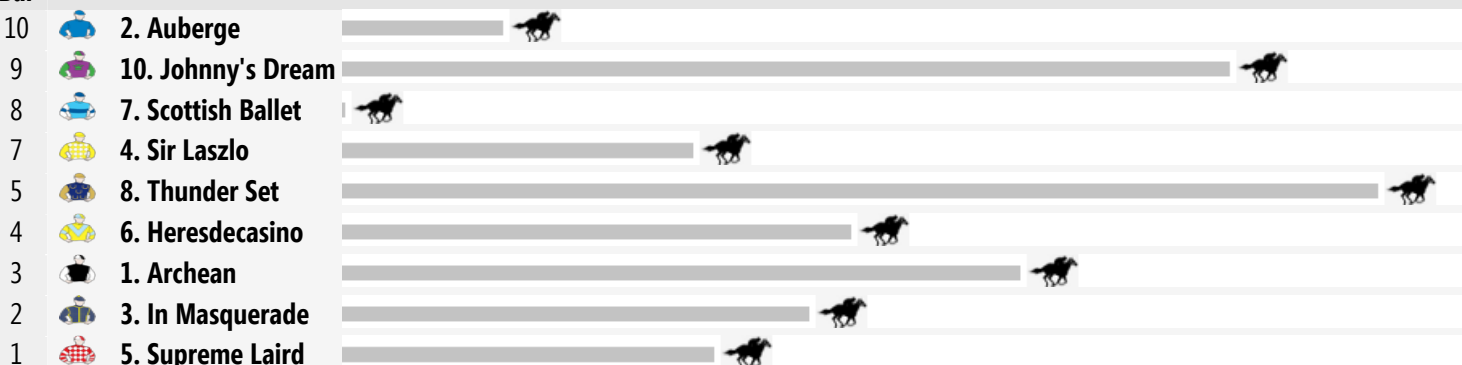 10 2. Auberge
9 10. Johnny's Dream
8 7. Scottish Ballet
7 4. Sir Laszlo
5 8. Thunder Set
4 6. Heresdecasino
3 1. Archean
2 3. In Masquerade
1 5. Supreme Laird